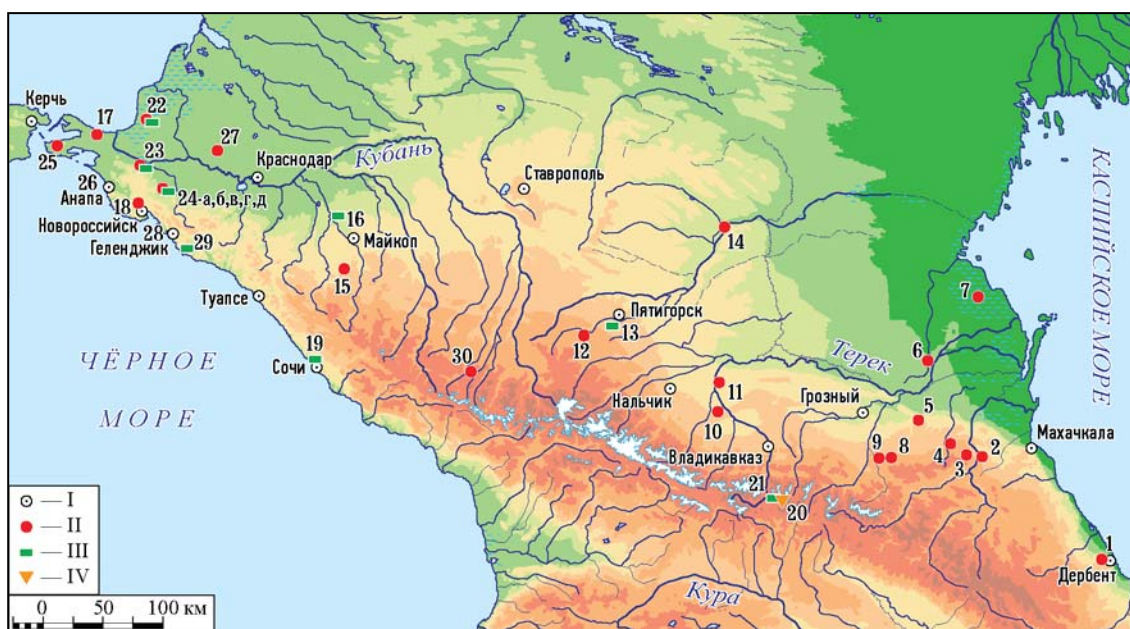 Керчь
17
22
25
27
23
Краснодар
Кубань
Ставрополь
26
Анапа
24-а,б,в,г,д
18
Новороссийск
28
Геленджик
29
16
Майкоп
15
14
Туапсе
Пятигорск
13
12
7
КАСПИЙСКОЕ МОРЕ
19
Сочи
30
ЧЁРНОЕ
МОРЕ
Нальчик
11
10
Терек
6
Грозный
5
Владикавказ
9
8
4
3
2
Махачкала
21
20
1
Дербент
Кура
— I
— II
— III
— IV
0 50 100 км